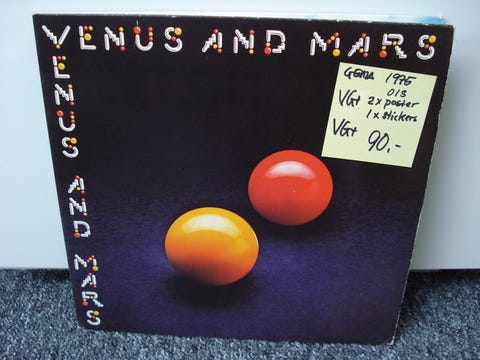 VENUS AND MARS
VENUS AND MARS
GEMA 1975
OIS
VG+ 2x poster
1x stickers
VG+
90,-